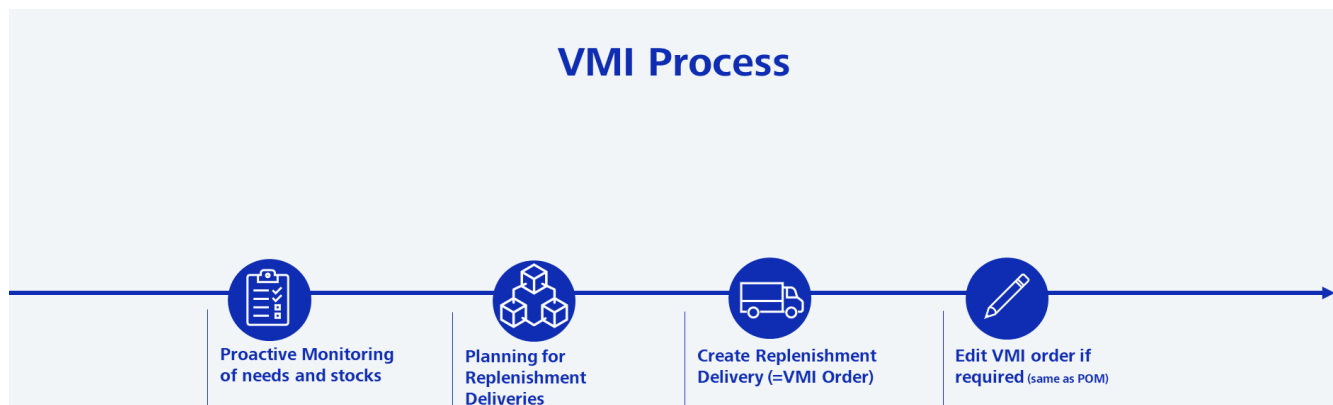 VMI Process
Proactive Monitoring
of needs and stocks
Planning for
Replenishment
Deliveries
Create Replenishment
Delivery (=VMI Order)
Edit VMI order if
required (same as POM)